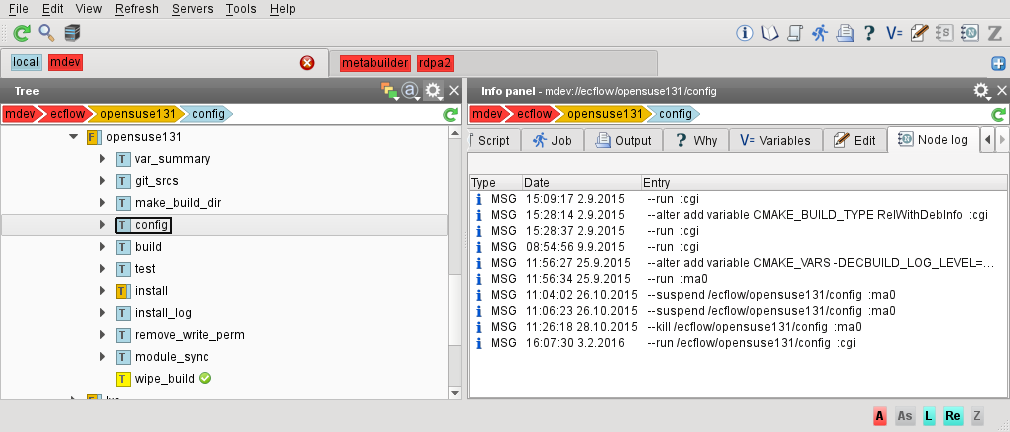 File Edit View Refresh Servers Tools Help
local mdev
metabuilder rdpa2
Tree
Info panel - mdev://ecflow/opensuse131/config
mdev ecflow opensuse131 config
mdev ecflow opensuse131 config
F opensuse131
T var_summary
T git_srcs
T make_build_dir
T config
T build
T test
T install
T install_log
T remove_write_perm
T module_sync
T wipe_build
Script Job Output ? Why V= Variables Edit Node log
Type Date Entry
MSG 15:09:17 2.9.2015 --run :cgi
MSG 15:28:14 2.9.2015 --alter add variable CMAKE_BUILD_TYPE RelWithDebInfo :cgi
MSG 15:28:37 2.9.2015 --run :cgi
MSG 08:54:56 9.9.2015 --run :cgi
MSG 11:56:27 25.9.2015 --alter add variable CMAKE_VARS -DECBUILD_LOG_LEVEL=...
MSG 11:56:34 25.9.2015 --run :ma0
MSG 11:04:02 26.10.2015 --suspend /ecflow/opensuse131/config :ma0
MSG 11:06:23 26.10.2015 --suspend /ecflow/opensuse131/config :ma0
MSG 11:26:18 28.10.2015 --kill /ecflow/opensuse131/config :ma0
MSG 16:07:30 3.2.2016 --run /ecflow/opensuse131/config :cgi
A As L Re Z